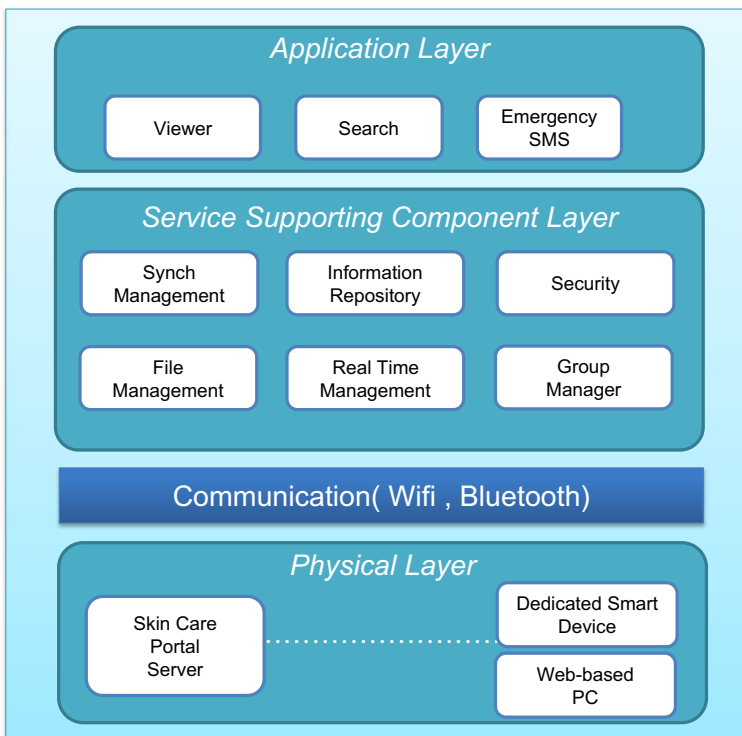 Application Layer
Viewer
Search
Emergency
SMS
Service Supporting Component Layer
Synch
Management
Information
Repository
Security
File
Management
Real Time
Management
Group
Manager
Communication( Wifi , Bluetooth)
Physical Layer
Skin Care
Portal
Server
Dedicated Smart
Device
Web-based
PC